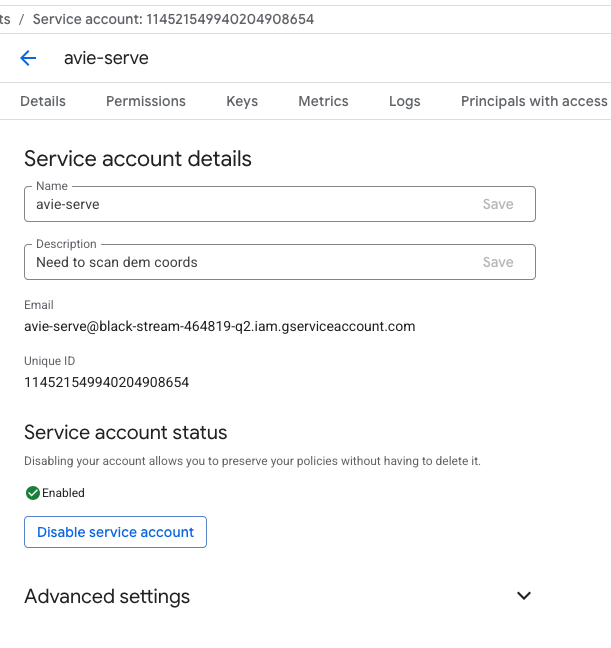 ts / Service account: 114521549940204908654
avie-serve
Details Permissions Keys Metrics Logs Principals with access
Service account details
Name
avie-serve Save
Description
Need to scan dem coords Save
Email
avie-serve@black-stream-464819-q2.iam.gserviceaccount.com
Unique ID
114521549940204908654
Service account status
Disabling your account allows you to preserve your policies without having to delete it.
Enabled
Disable service account
Advanced settings